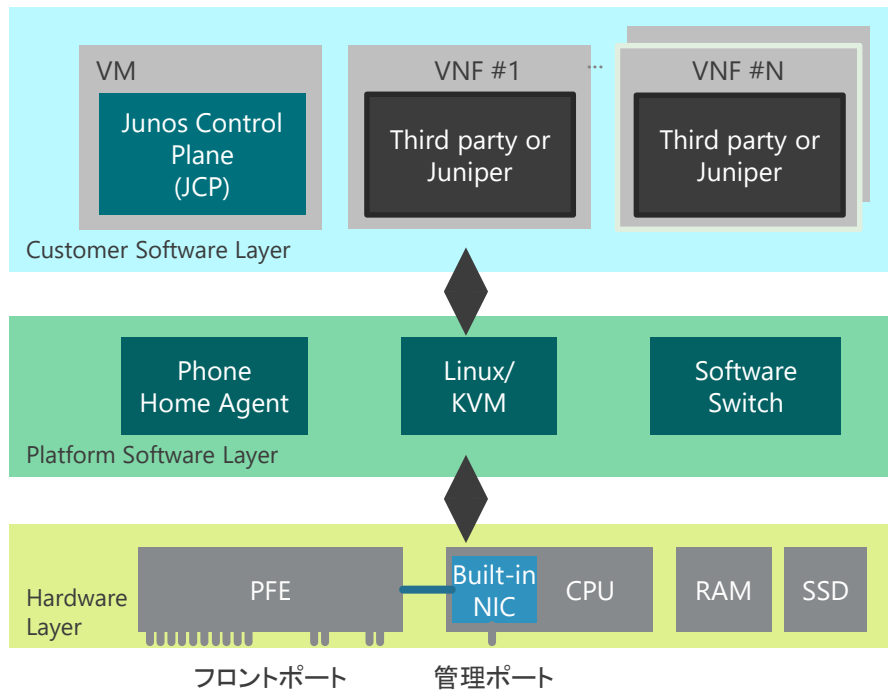 VM
Junos Control
Plane
(JCP)
VNF #1
Third party or
Juniper
...
VNF #N
Third party or
Juniper
Customer Software Layer
Phone
Home Agent
Linux/
KVM
Software
Switch
Platform Software Layer
Hardware
Layer
PFE
Built-in
NIC
CPU
RAM
SSD
フロントポート
管理ポート